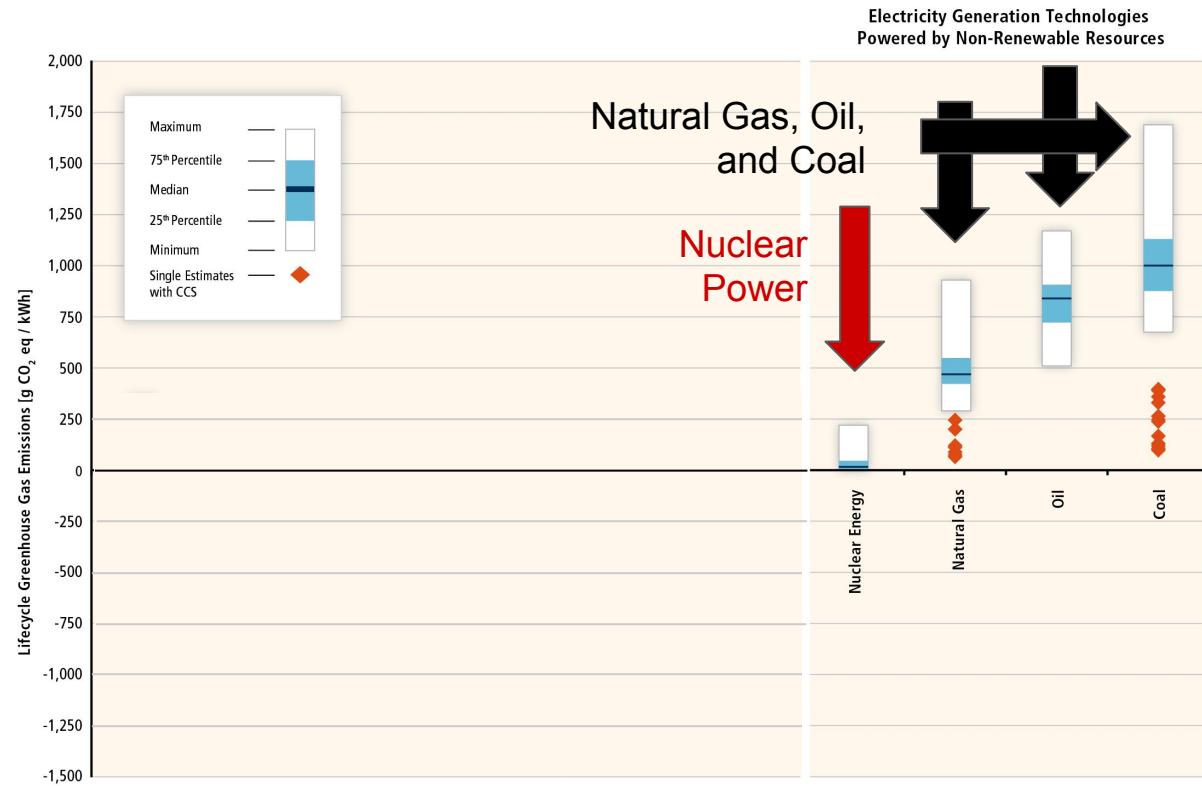 Electricity Generation Technologies
Powered by Non-Renewable Resources
2,000
1,750
1,500
1,250
1,000
750
500
250
0
-250
-500
-750
-1,000
-1,250
-1,500
Lifecycle Greenhouse Gas Emissions [g CO₂ eq / kWh]
Maximum
75th Percentile
Median
25th Percentile
Minimum
Single Estimates
with CCS
Natural Gas, Oil,
and Coal
Nuclear
Power
Nuclear Energy
Natural Gas
Oil
Coal